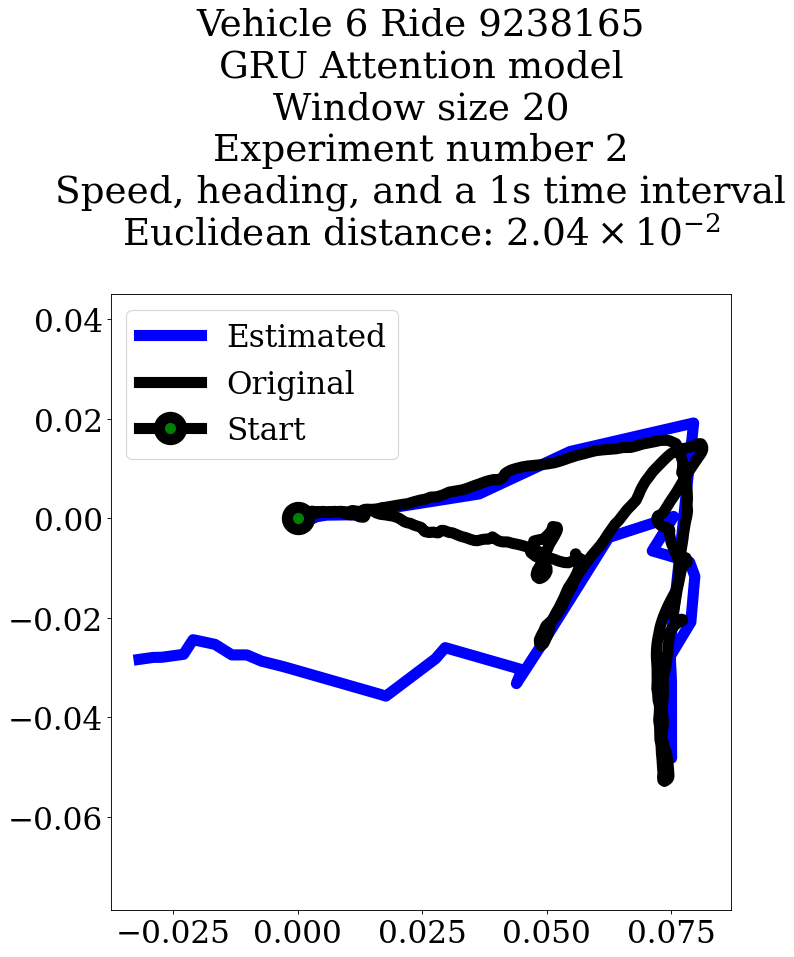 Vehicle 6 Ride 9238165
GRU Attention model
Window size 20
Experiment number 2
Speed, heading, and a 1s time interval
Euclidean distance: 2.04 × 10⁻²
Estimated
Original
Start
0.04
0.02
0.00
−0.02
−0.04
−0.06
−0.025 0.000 0.025 0.050 0.075